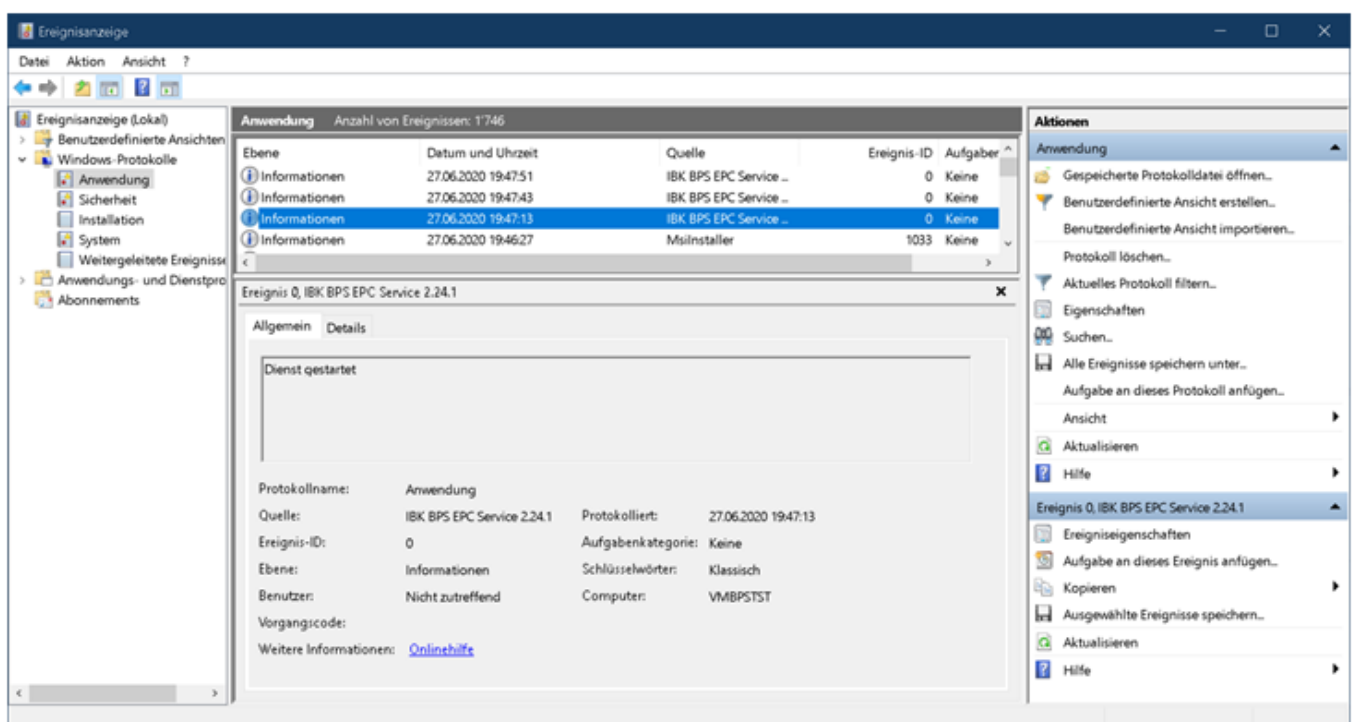 Ereignisanzeige
Datei Aktion Ansicht ?
Ereignisanzeige (Lokal)
Benutzerdefinierte Ansichten
Windows-Protokolle
Anwendung
Sicherheit
Installation
System
Weitergeleitete Ereignisse
Anwendungs- und Dienstpro
Abonnements
Anwendung Anzahl von Ereignissen: 1'746
Ebene Datum und Uhrzeit Quelle Ereignis-ID Aufgaber
Informationen 27.06.2020 19:47:51 IBK BPS EPC Service ... 0 Keine
Informationen 27.06.2020 19:47:43 IBK BPS EPC Service ... 0 Keine
Informationen 27.06.2020 19:47:13 IBK BPS EPC Service ... 0 Keine
Informationen 27.06.2020 19:46:27 MsiInstaller 1033 Keine
Ereignis 0, IBK BPS EPC Service 2.24.1
Allgemein Details
Dienst gestartet
Protokollname: Anwendung
Quelle: IBK BPS EPC Service 2.24.1 Protokolliert: 27.06.2020 19:47:13
Ereignis-ID: 0 Aufgabenkategorie: Keine
Ebene: Informationen Schlüsselwörter: Klassisch
Benutzer: Nicht zutreffend Computer: VMBPSTST
Vorgangscode:
Weitere Informationen: Onlinehilfe
Aktionen
Anwendung
Gespeicherte Protokolldatei öffnen...
Benutzerdefinierte Ansicht erstellen...
Benutzerdefinierte Ansicht importieren...
Protokoll löschen...
Aktuelles Protokoll filtern...
Eigenschaften
Suchen...
Alle Ereignisse speichern unter...
Aufgabe an dieses Protokoll anfügen...
Ansicht
Aktualisieren
Hilfe
Ereignis 0, IBK BPS EPC Service 2.24.1
Ereigniseigenschaften
Aufgabe an dieses Ereignis anfügen...
Kopieren
Ausgewählte Ereignisse speichern...
Aktualisieren
Hilfe